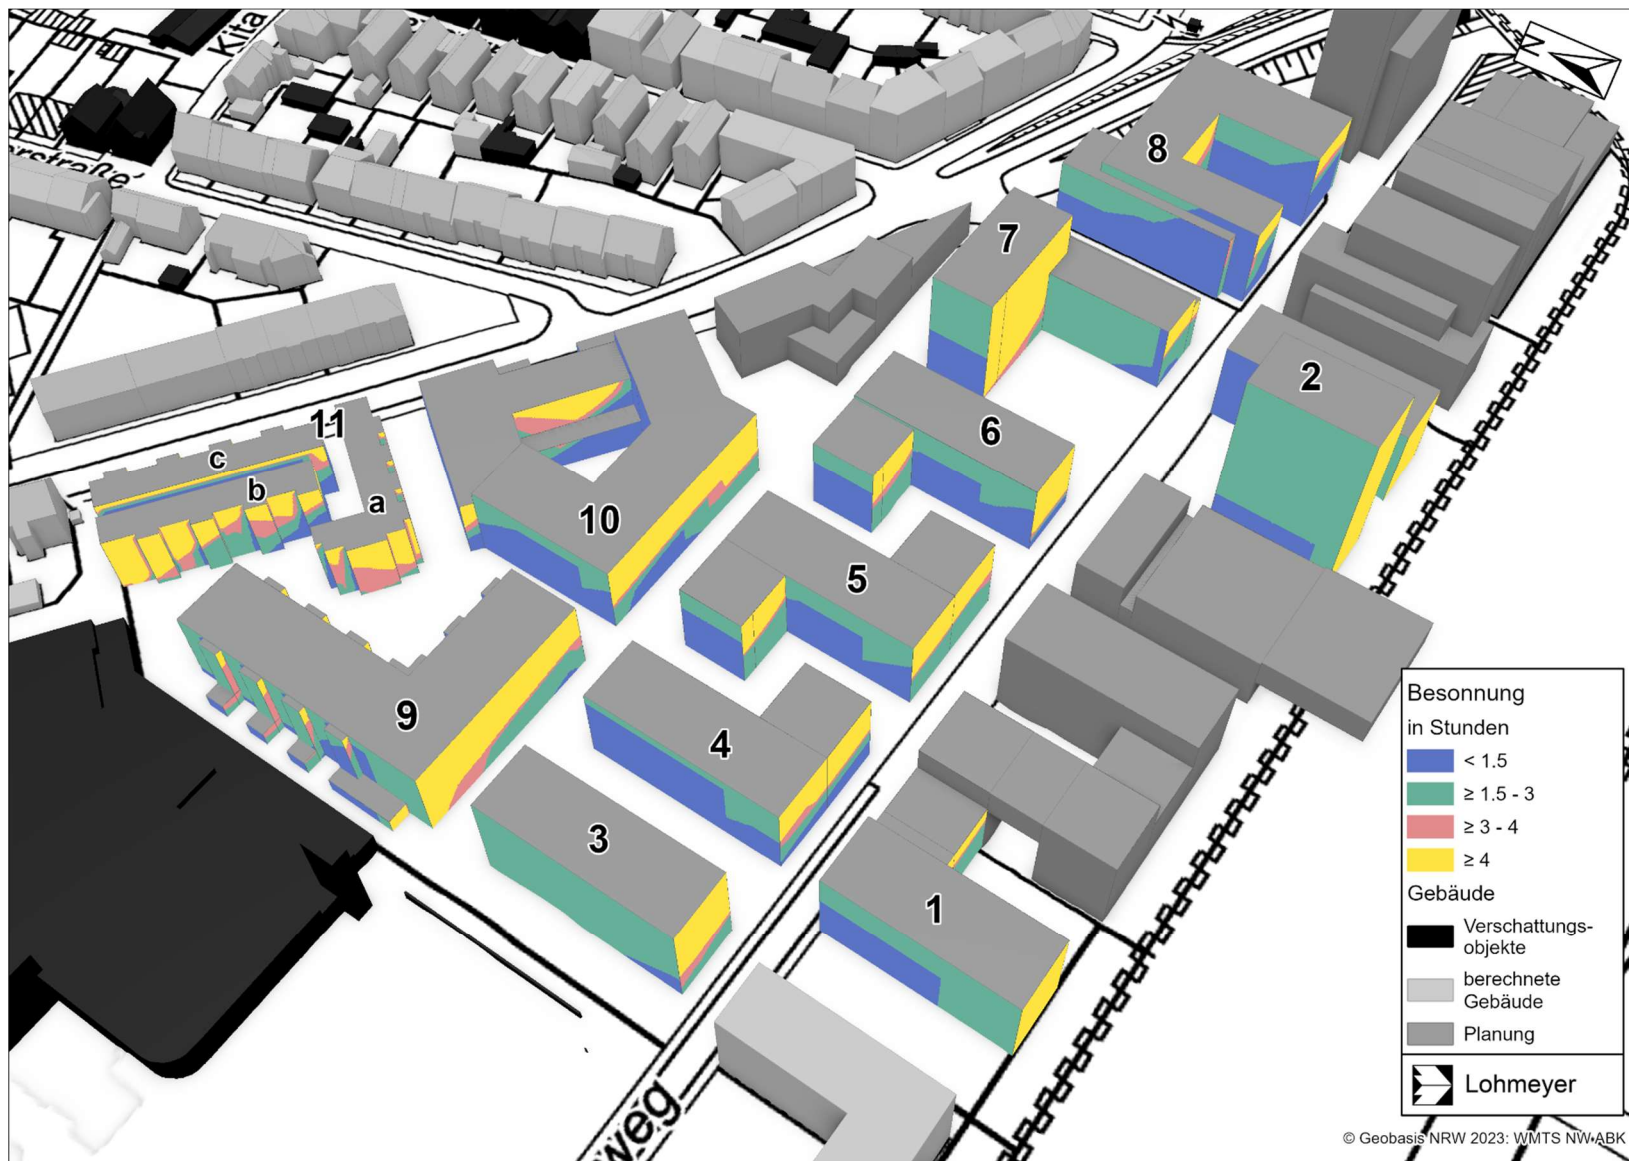 Kita
erstraße
N
8
7
2
6
11
c
b
a
10
5
9
4
3
1
weg
Besonnung
in Stunden
< 1.5
≥ 1.5 - 3
≥ 3 - 4
≥ 4
Gebäude
Verschattungs-
objekte
berechnete
Gebäude
Planung
Lohmeyer
© Geobasis NRW 2023: WMTS NW ABK